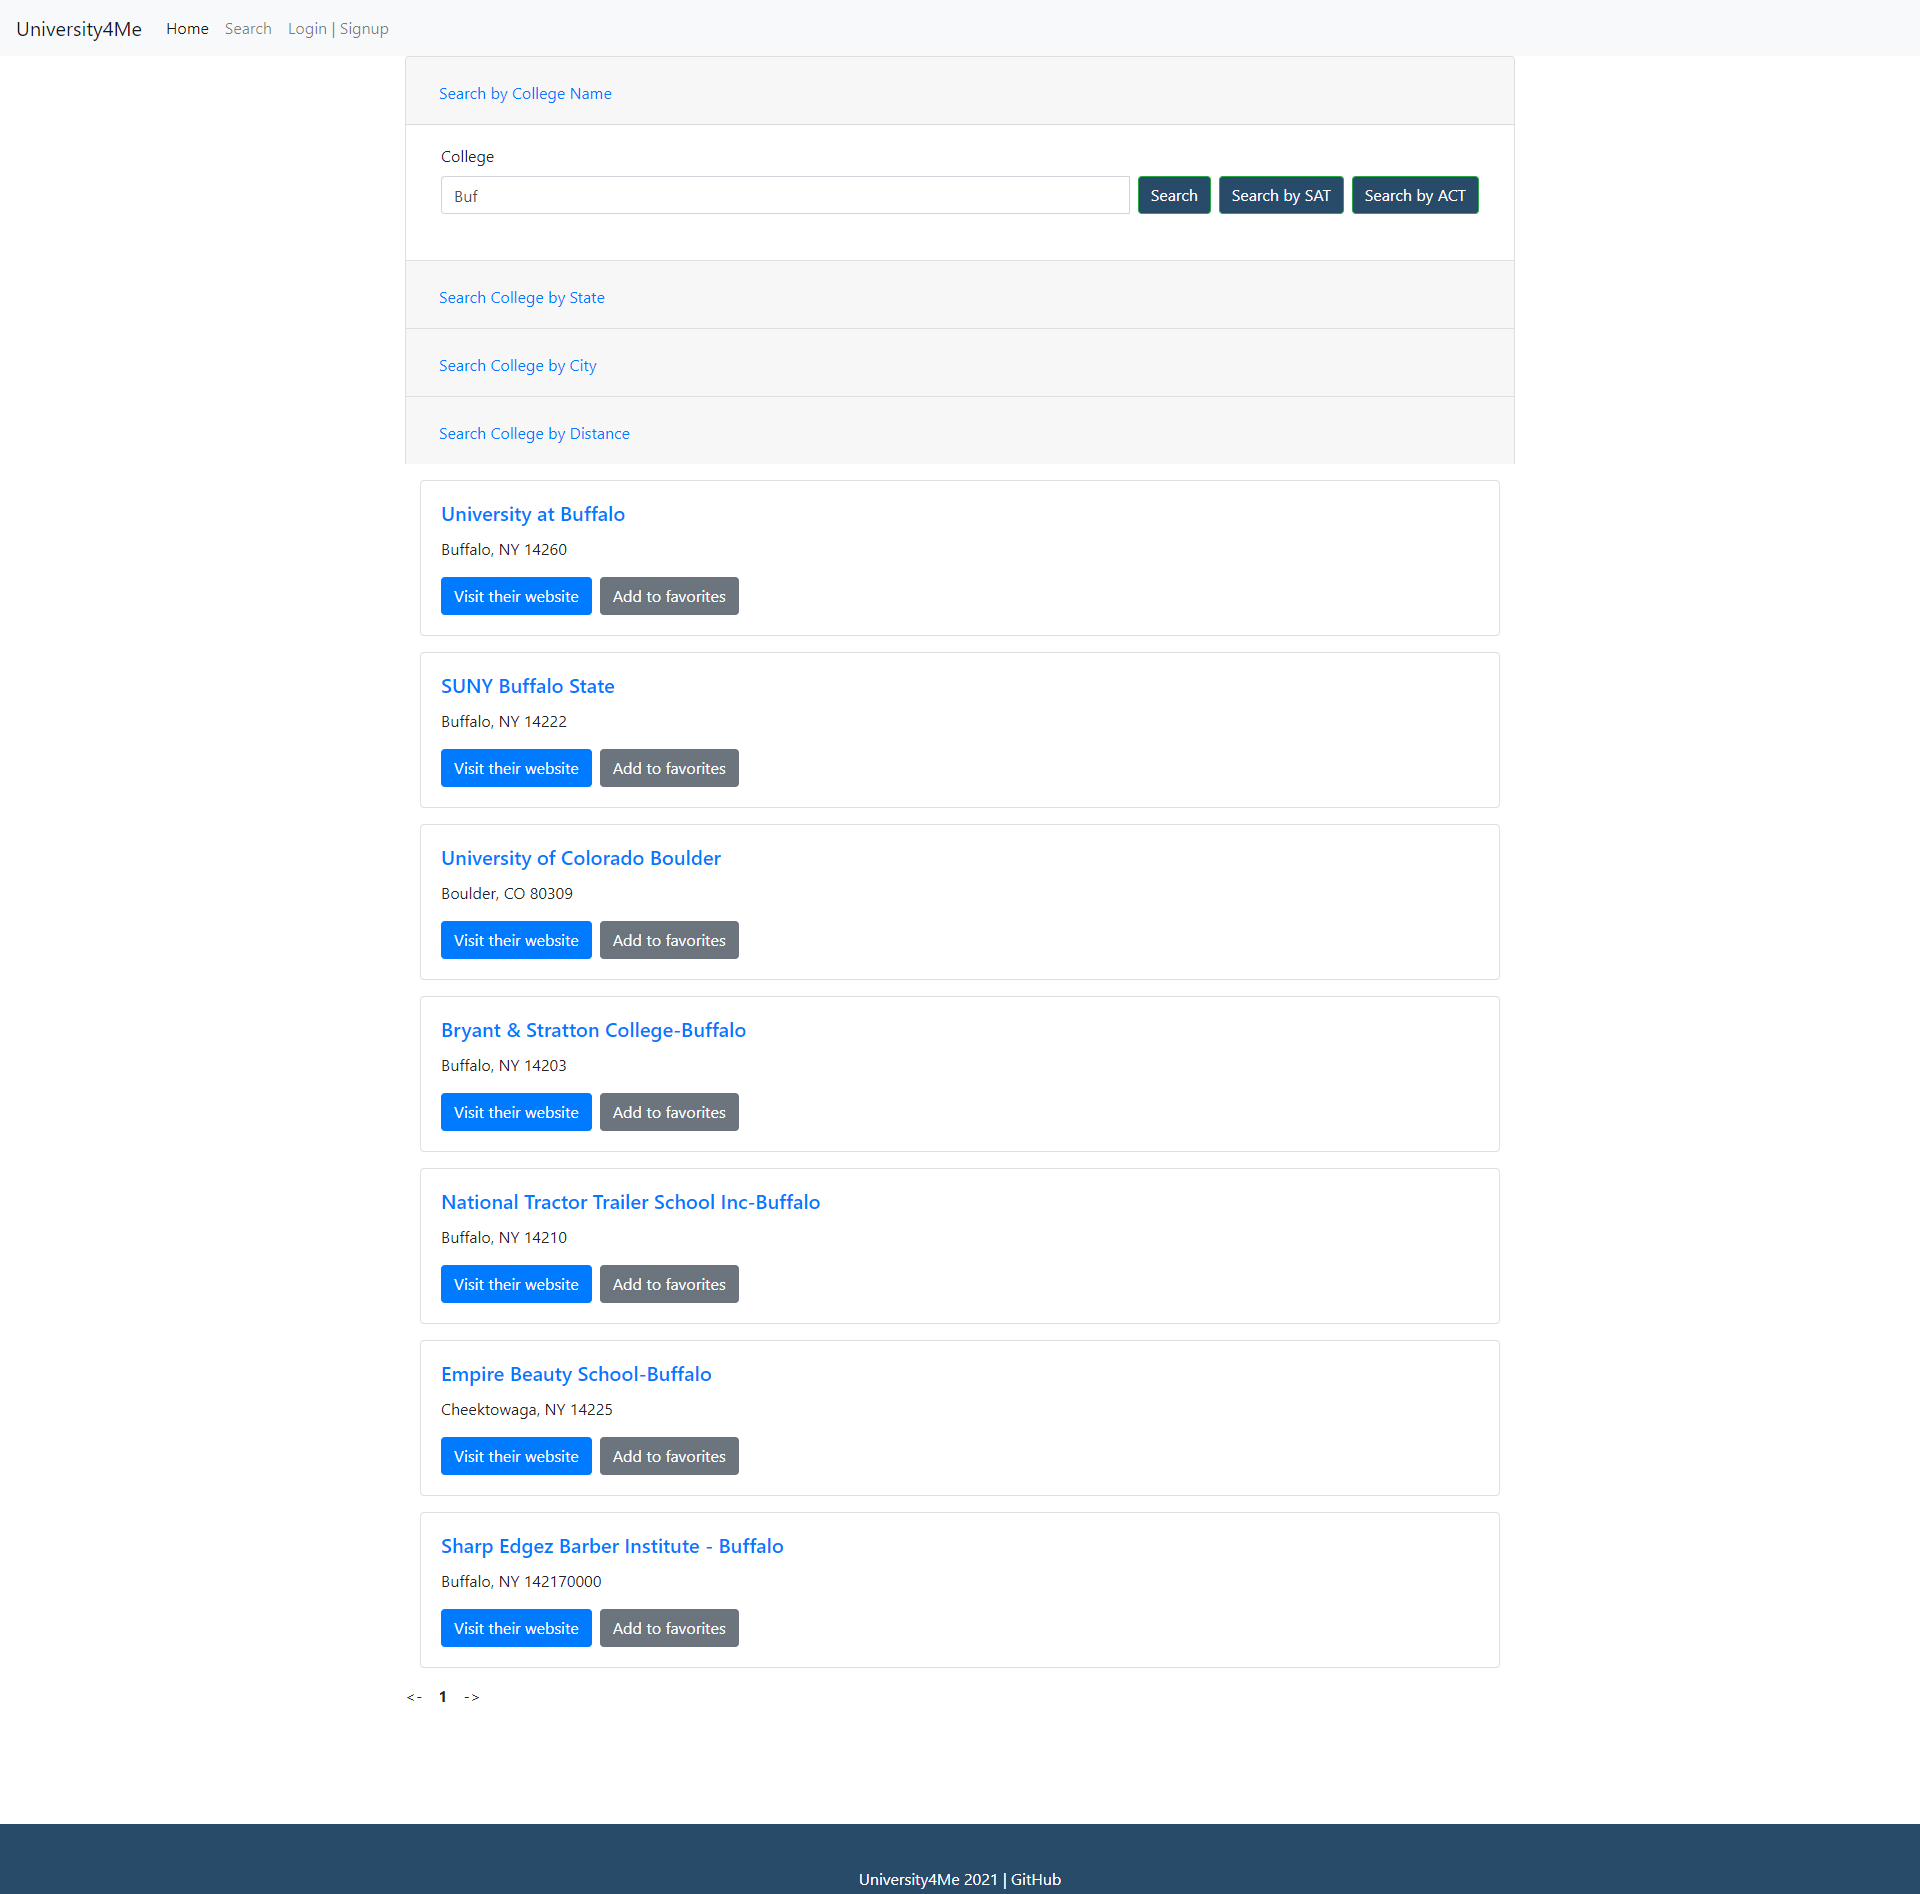 University4Me Home Search Login | Signup
Search by College Name
College
Buf Search Search by SAT Search by ACT
Search College by State
Search College by City
Search College by Distance
University at Buffalo
Buffalo, NY 14260
Visit their website Add to favorites
SUNY Buffalo State
Buffalo, NY 14222
Visit their website Add to favorites
University of Colorado Boulder
Boulder, CO 80309
Visit their website Add to favorites
Bryant & Stratton College-Buffalo
Buffalo, NY 14203
Visit their website Add to favorites
National Tractor Trailer School Inc-Buffalo
Buffalo, NY 14210
Visit their website Add to favorites
Empire Beauty School-Buffalo
Cheektowaga, NY 14225
Visit their website Add to favorites
Sharp Edgez Barber Institute - Buffalo
Buffalo, NY 142170000
Visit their website Add to favorites
<- 1 ->
University4Me 2021 | GitHub